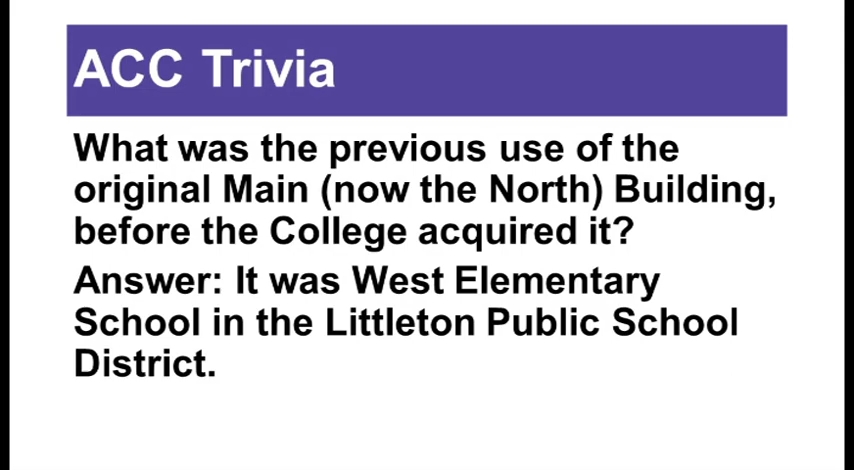 ACC Trivia
What was the previous use of the
original Main (now the North) Building,
before the College acquired it?
Answer: It was West Elementary
School in the Littleton Public School
District.